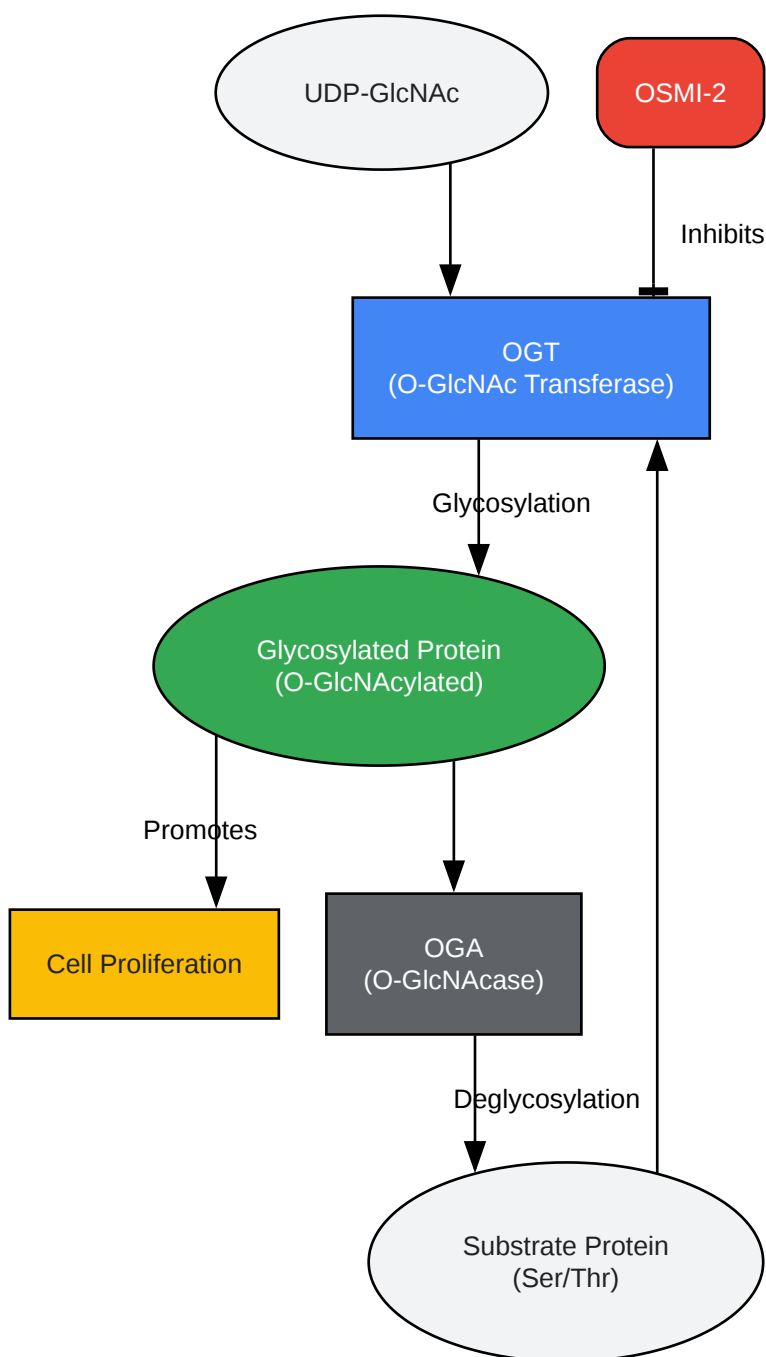 UDP-GlcNAc
OSMI-2
Inhibits
OGT
(O-GlcNAc Transferase)
Glycosylation
Glycosylated Protein
(O-GlcNAcylated)
Promotes
Cell Proliferation
OGA
(O-GlcNAcase)
Deglycosylation
Substrate Protein
(Ser/Thr)